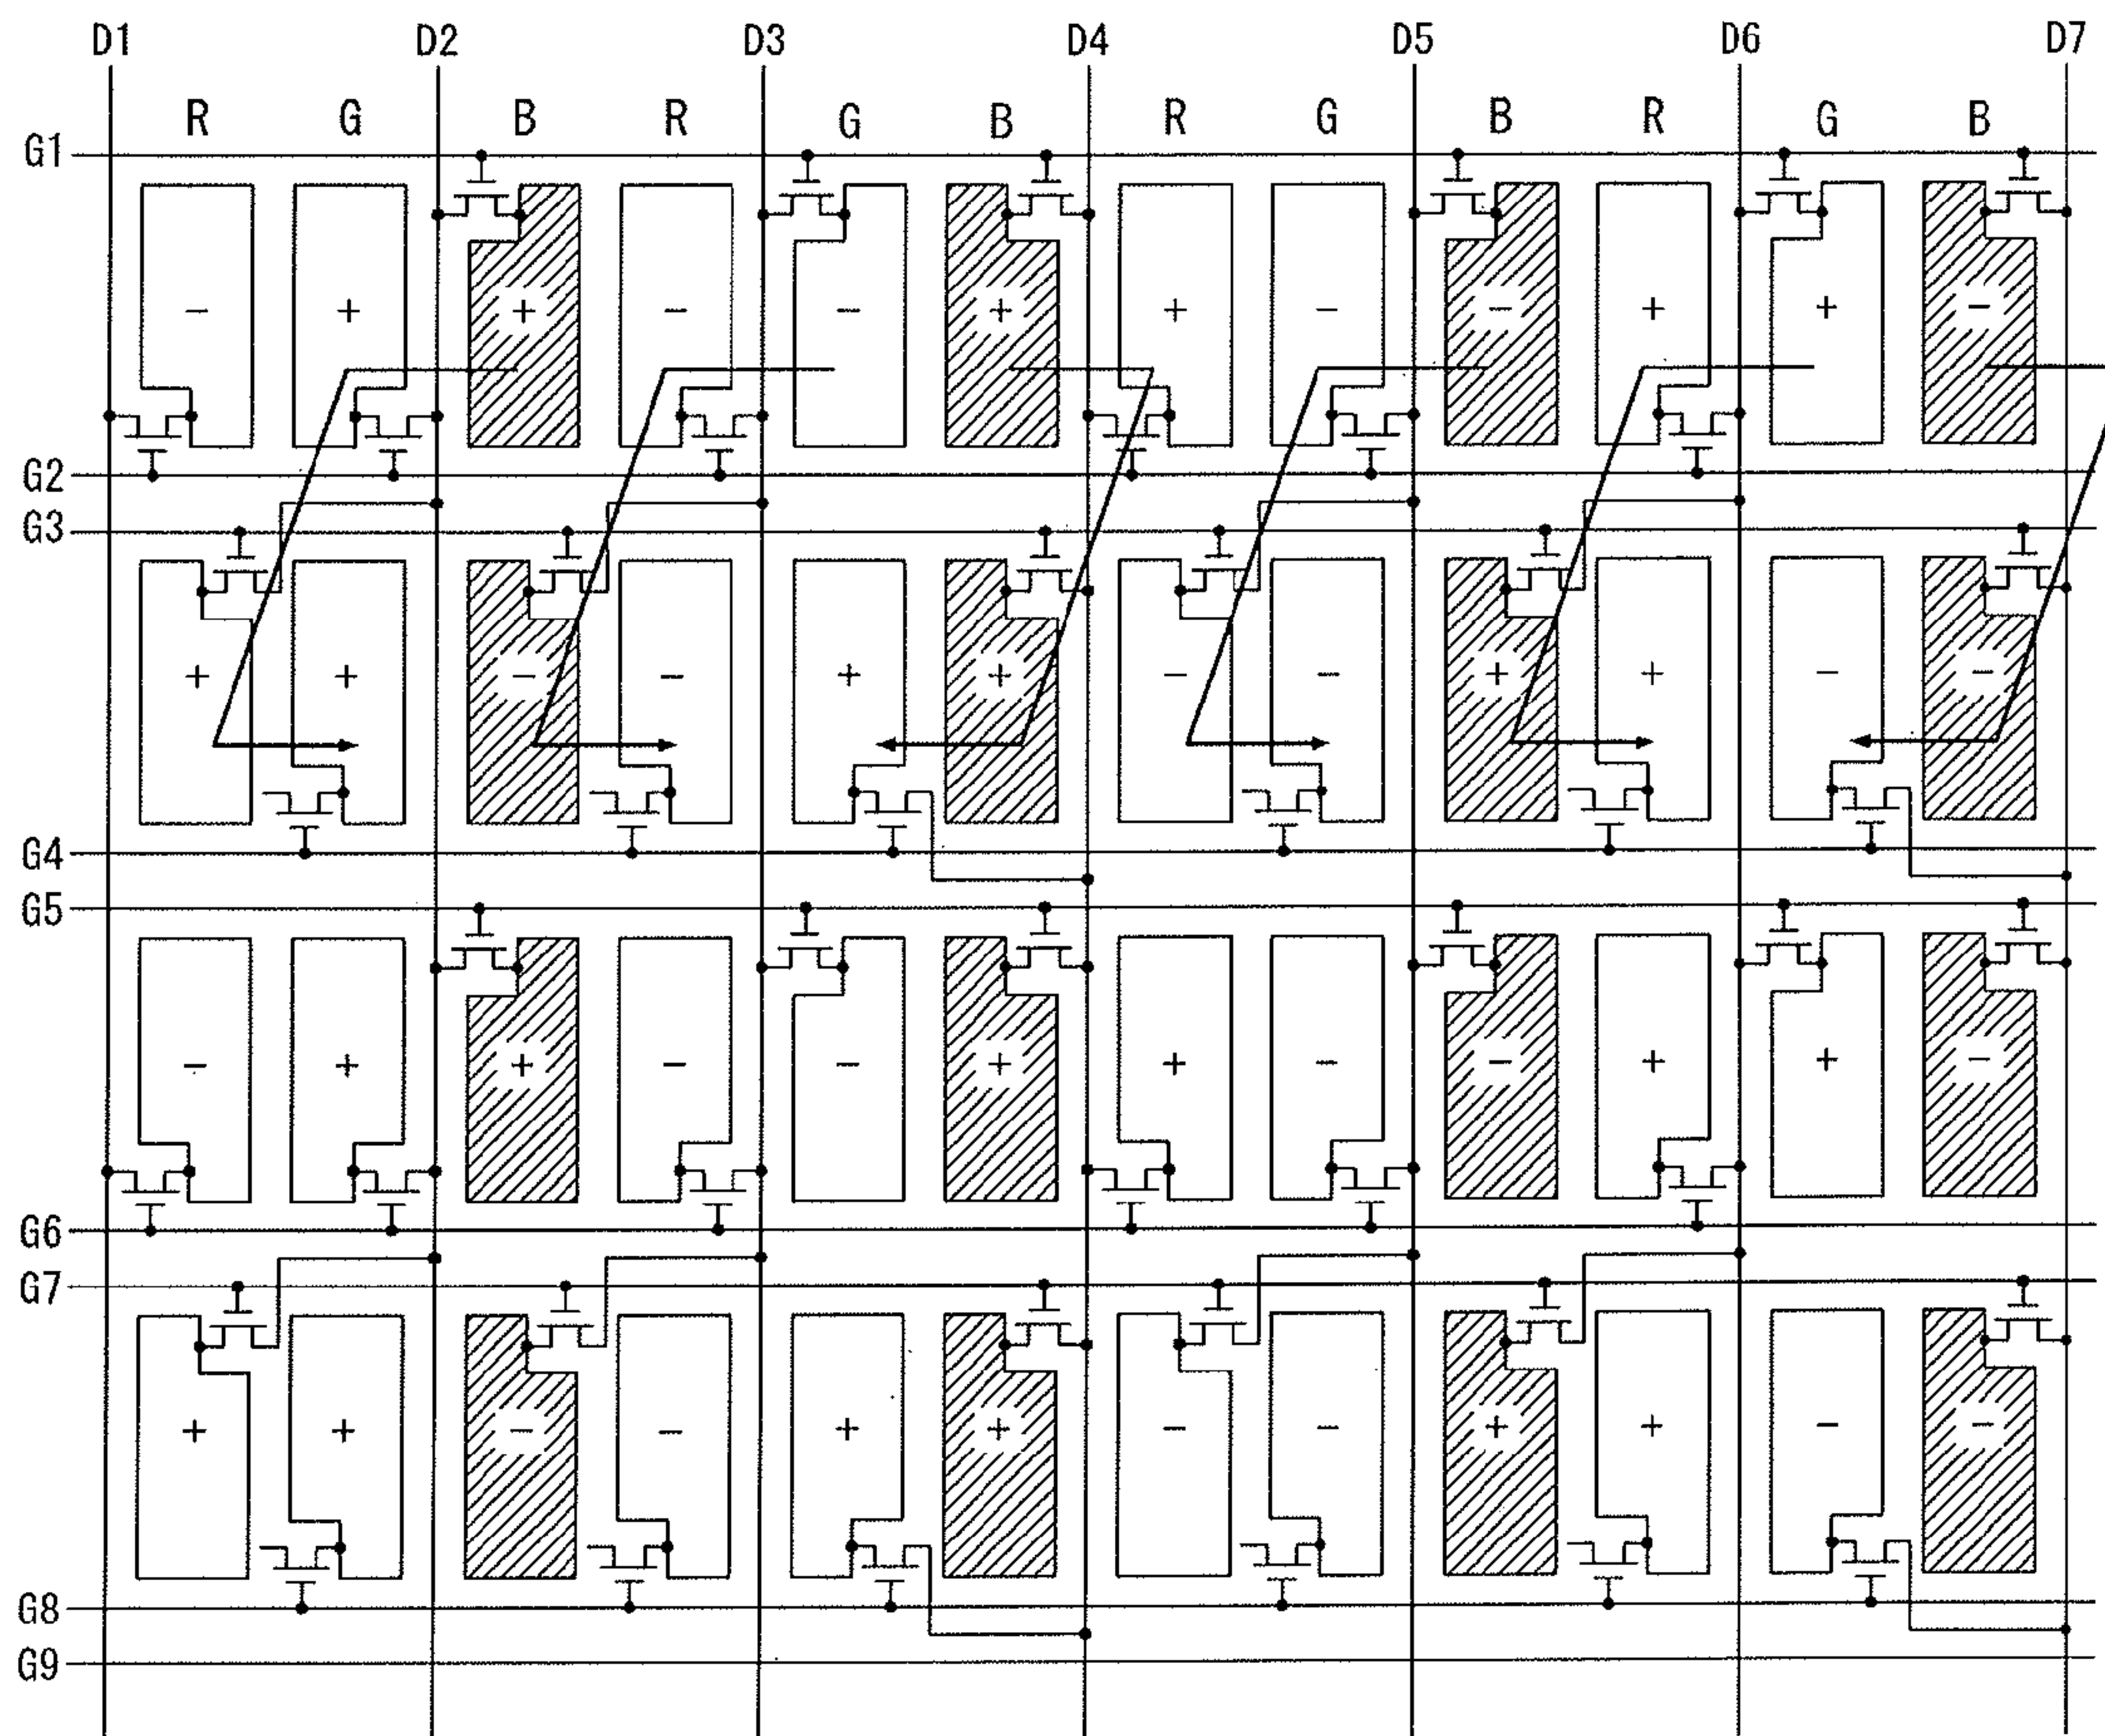 D1 D2 D3 D4 D5 D6 D7
R G B R G B R G B R G B
G1
- + + - - + + - - + + -
G2
G3
+ + - - + + - - + + - -
G4
G5
- + + - - + + - - + + -
G6
G7
+ + - - + + - - + + - -
G8
G9